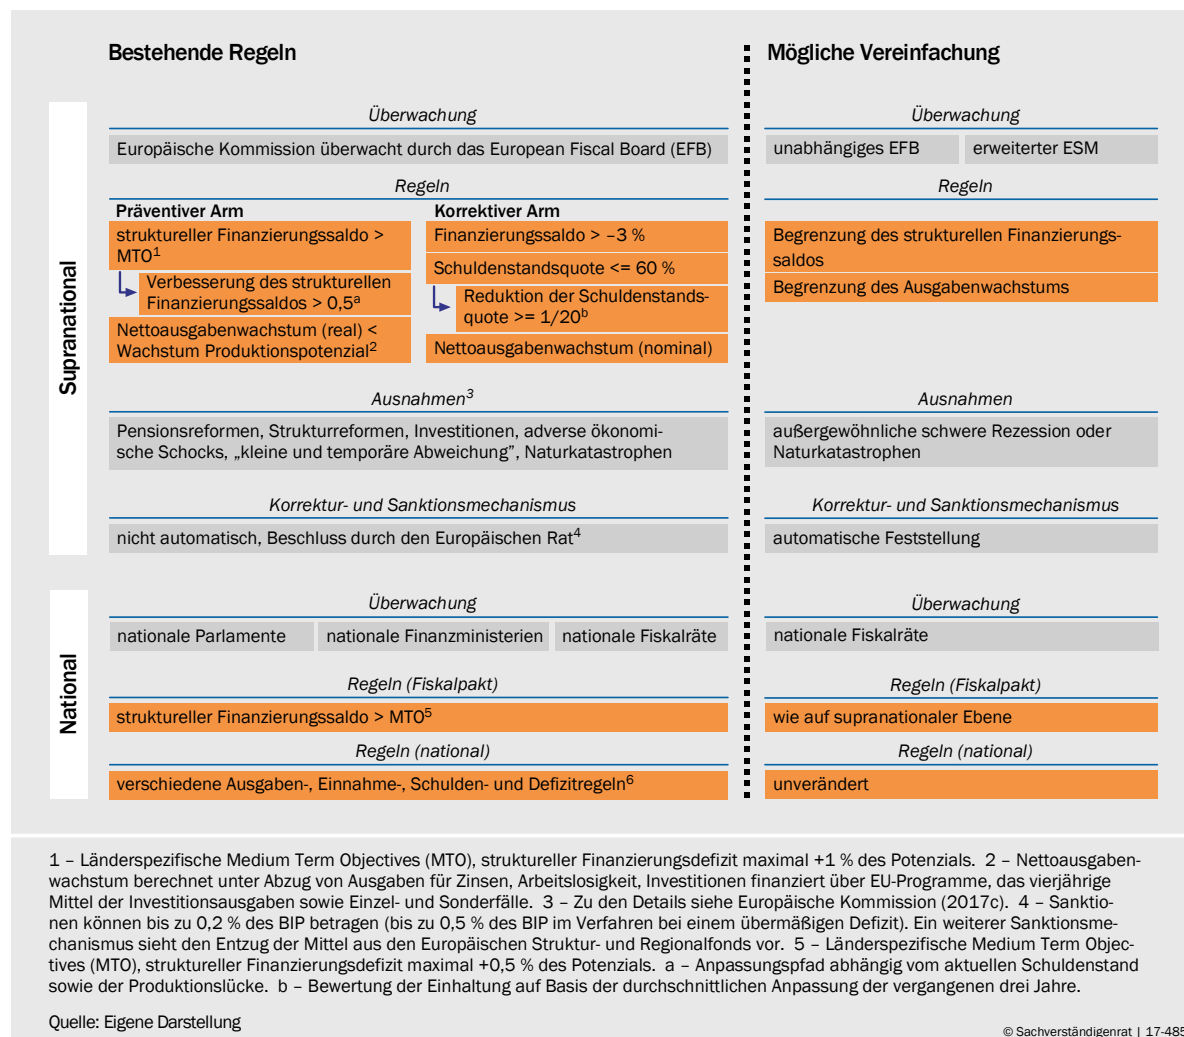 Bestehende Regeln
Mögliche Vereinfachung
Supranational
Überwachung
Europäische Kommission überwacht durch das European Fiscal Board (EFB)
Regeln
Präventiver Arm
struktureller Finanzierungssaldo >
MTO¹
Verbesserung des strukturellen
Finanzierungssaldos > 0,5ᵃ
Nettoausgabenwachstum (real) <
Wachstum Produktionspotenzial²
Korrektiver Arm
Finanzierungssaldo > –3 %
Schuldenstandsquote <= 60 %
Reduktion der Schuldenstands-
quote >= 1/20ᵇ
Nettoausgabenwachstum (nominal)
Ausnahmen³
Pensionsreformen, Strukturreformen, Investitionen, adverse ökonomi-
sche Schocks, „kleine und temporäre Abweichung”, Naturkatastrophen
Korrektur- und Sanktionsmechanismus
nicht automatisch, Beschluss durch den Europäischen Rat⁴
Überwachung
unabhängiges EFB
erweiterter ESM
Regeln
Begrenzung des strukturellen Finanzierungs-
saldos
Begrenzung des Ausgabenwachstums
Ausnahmen
außergewöhnliche schwere Rezession oder
Naturkatastrophen
Korrektur- und Sanktionsmechanismus
automatische Feststellung
National
Überwachung
nationale Parlamente
nationale Finanzministerien
nationale Fiskalräte
Regeln (Fiskalpakt)
struktureller Finanzierungssaldo > MTO⁵
Regeln (national)
verschiedene Ausgaben-, Einnahme-, Schulden- und Defizitregeln⁶
Überwachung
nationale Fiskalräte
Regeln (Fiskalpakt)
wie auf supranationaler Ebene
Regeln (national)
unverändert
1 – Länderspezifische Medium Term Objectives (MTO), struktureller Finanzierungsdefizit maximal +1 % des Potenzials. 2 – Nettoausgaben-
wachstum berechnet unter Abzug von Ausgaben für Zinsen, Arbeitslosigkeit, Investitionen finanziert über EU-Programme, das vierjährige
Mittel der Investitionsausgaben sowie Einzel- und Sonderfälle. 3 – Zu den Details siehe Europäische Kommission (2017c). 4 – Sanktio-
nen können bis zu 0,2 % des BIP betragen (bis zu 0,5 % des BIP im Verfahren bei einem übermäßigen Defizit). Ein weiterer Sanktionsme-
chanismus sieht den Entzug der Mittel aus den Europäischen Struktur- und Regionalfonds vor. 5 – Länderspezifische Medium Term Objec-
tives (MTO), struktureller Finanzierungsdefizit maximal +0,5 % des Potenzials. a – Anpassungspfad abhängig vom aktuellen Schuldenstand
sowie der Produktionslücke. b – Bewertung der Einhaltung auf Basis der durchschnittlichen Anpassung der vergangenen drei Jahre.
Quelle: Eigene Darstellung
© Sachverständigenrat | 17-485